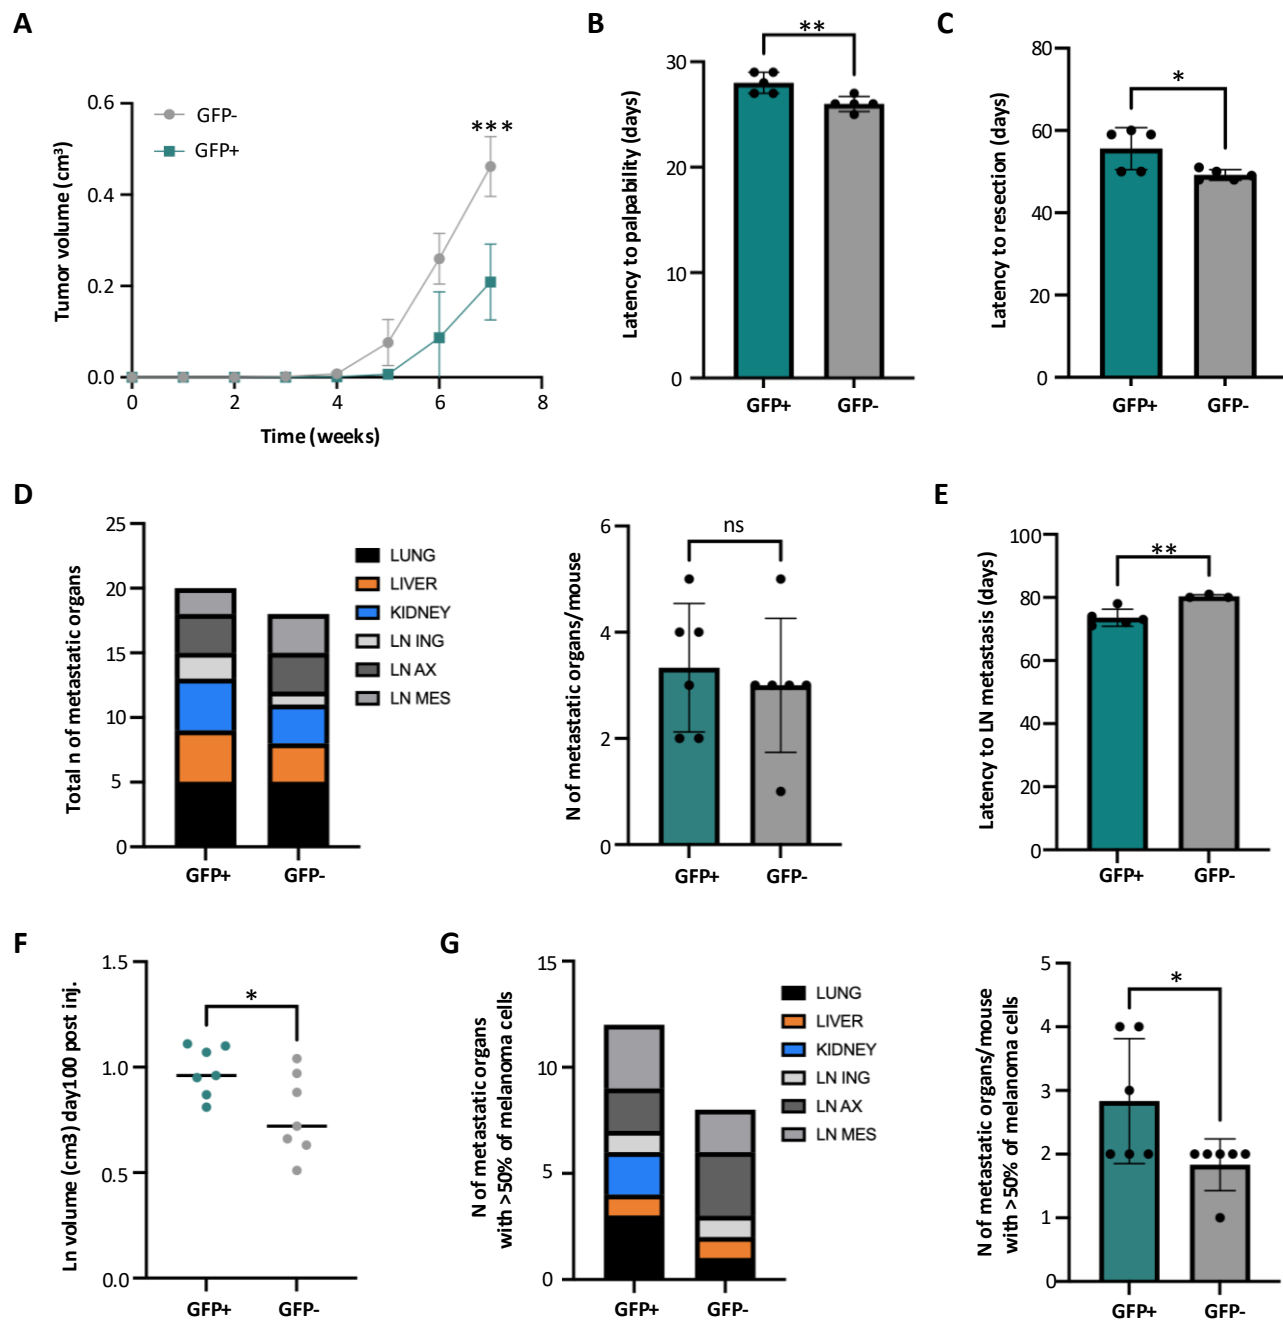 A
0.6
0.4
0.2
0.0
Tumor volume (cm³)
GFP-
GFP+
***
0
2
4
6
8
Time (weeks)
B
30
20
10
0
Latency to palpability (days)
**
GFP+
GFP-
C
80
60
40
20
0
Latency to resection (days)
*
GFP+
GFP-
D
25
20
15
10
5
0
Total n of metastatic organs
GFP+
GFP-
LUNG
LIVER
KIDNEY
LN ING
LN AX
LN MES
6
4
2
0
N of metastatic organs/mouse
ns
GFP+
GFP-
E
100
80
60
40
20
0
Latency to LN metastasis (days)
**
GFP+
GFP-
F
1.5
1.0
0.5
0.0
Ln volume (cm3) day100 post inj.
*
GFP+
GFP-
G
15
10
5
0
N of metastatic organs
with >50% of melanoma cells
GFP+
GFP-
LUNG
LIVER
KIDNEY
LN ING
LN AX
LN MES
5
4
3
2
1
0
N of metastatic organs/mouse
with >50% of melanoma cells
*
GFP+
GFP-